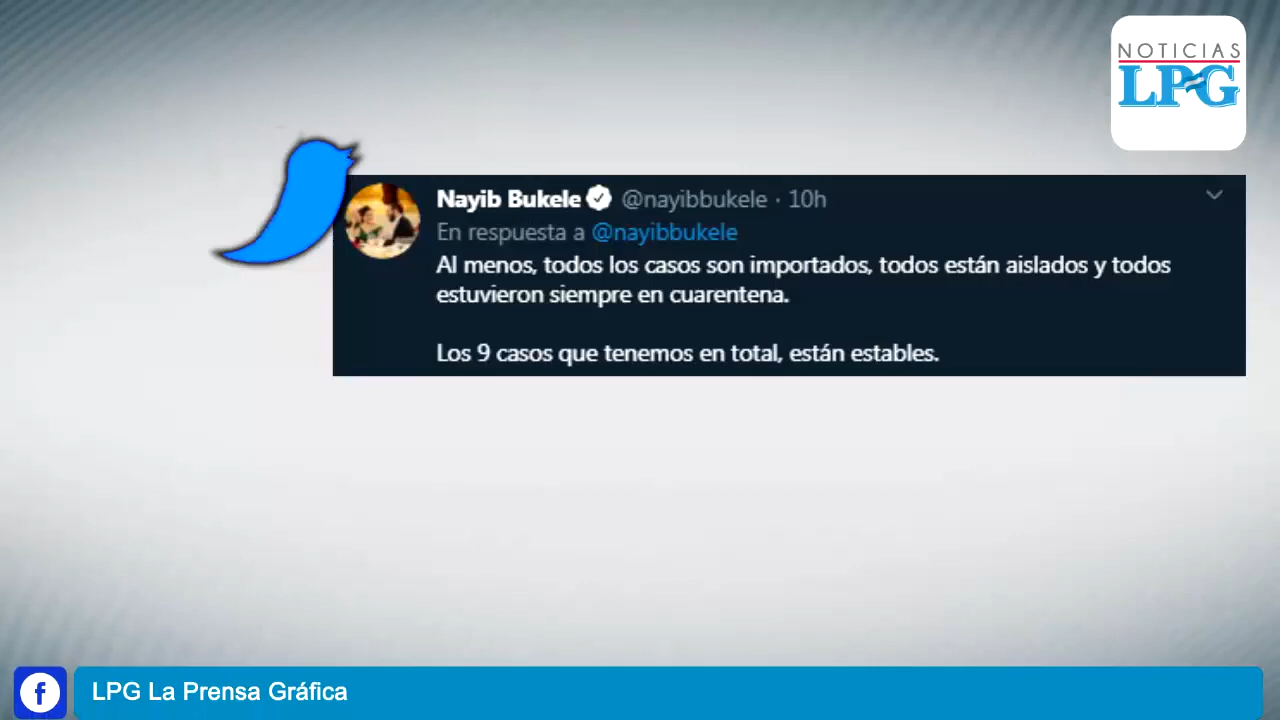 NOTICIAS
LPG
Nayib Bukele @nayibbukele · 10h
En respuesta a @nayibbukele
Al menos, todos los casos son importados, todos están aislados y todos
estuvieron siempre en cuarentena.
Los 9 casos que tenemos en total, están estables.
LPG La Prensa Gráfica